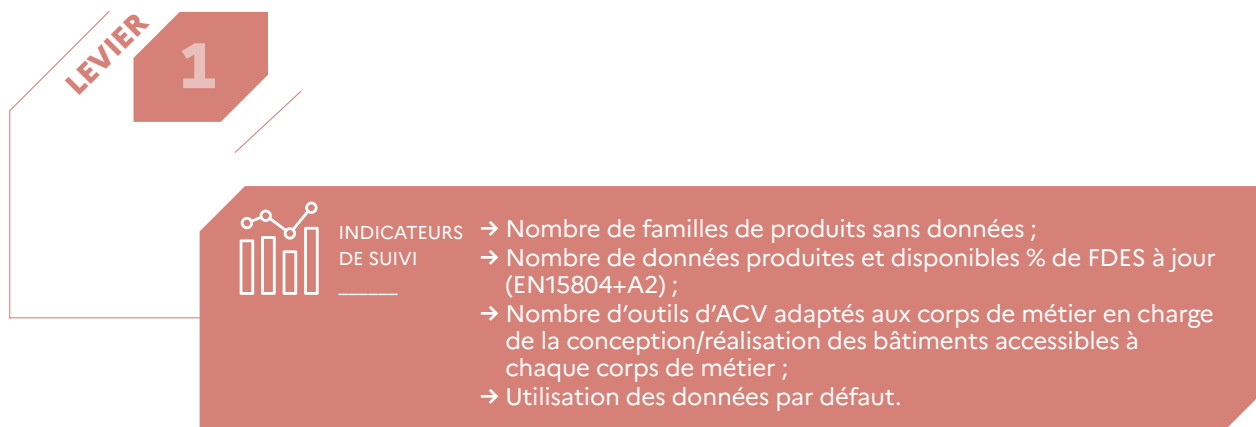 LEVIER
1
INDICATEURS
DE SUIVI
______
→ Nombre de familles de produits sans données ;
→ Nombre de données produites et disponibles % de FDES à jour
(EN15804+A2) ;
→ Nombre d'outils d'ACV adaptés aux corps de métier en charge
de la conception/réalisation des bâtiments accessibles à
chaque corps de métier ;
→ Utilisation des données par défaut.